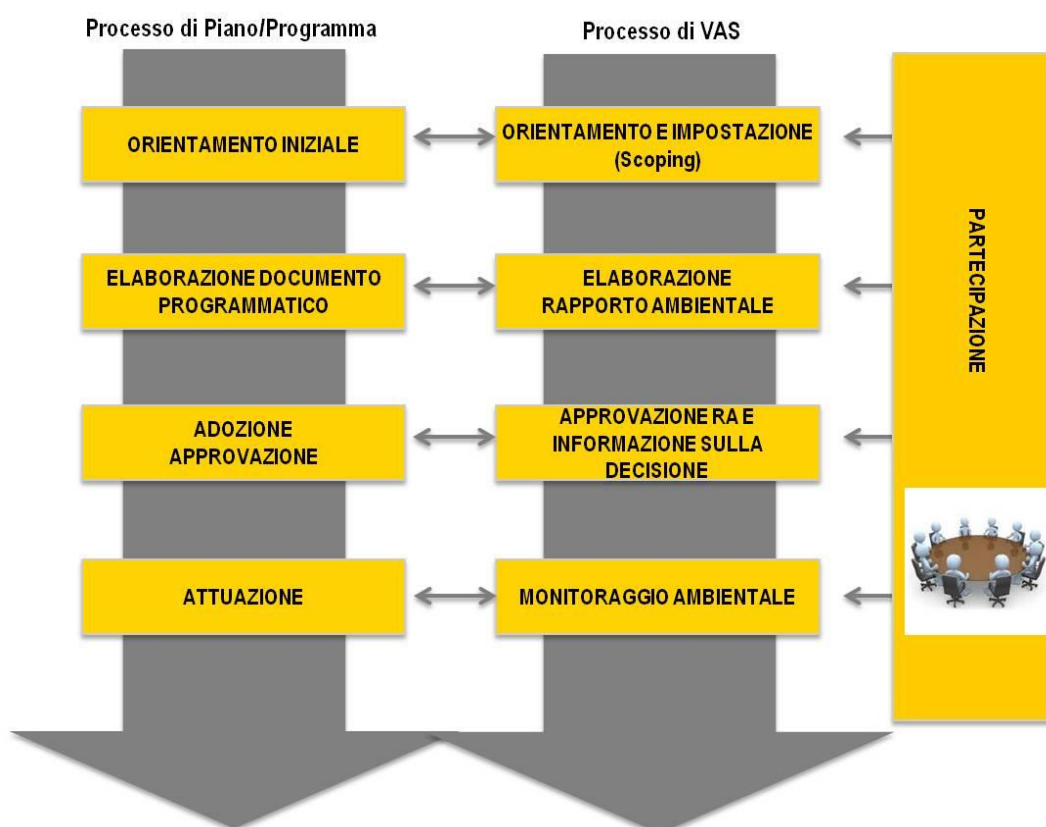 Processo di Piano/Programma
Processo di VAS
ORIENTAMENTO INIZIALE
ORIENTAMENTO E IMPOSTAZIONE
(Scoping)
ELABORAZIONE DOCUMENTO
PROGRAMMATICO
ELABORAZIONE
RAPPORTO AMBIENTALE
ADOZIONE
APPROVAZIONE
APPROVAZIONE RA E
INFORMAZIONE SULLA
DECISIONE
ATTUAZIONE
MONITORAGGIO AMBIENTALE
PARTECIPAZIONE